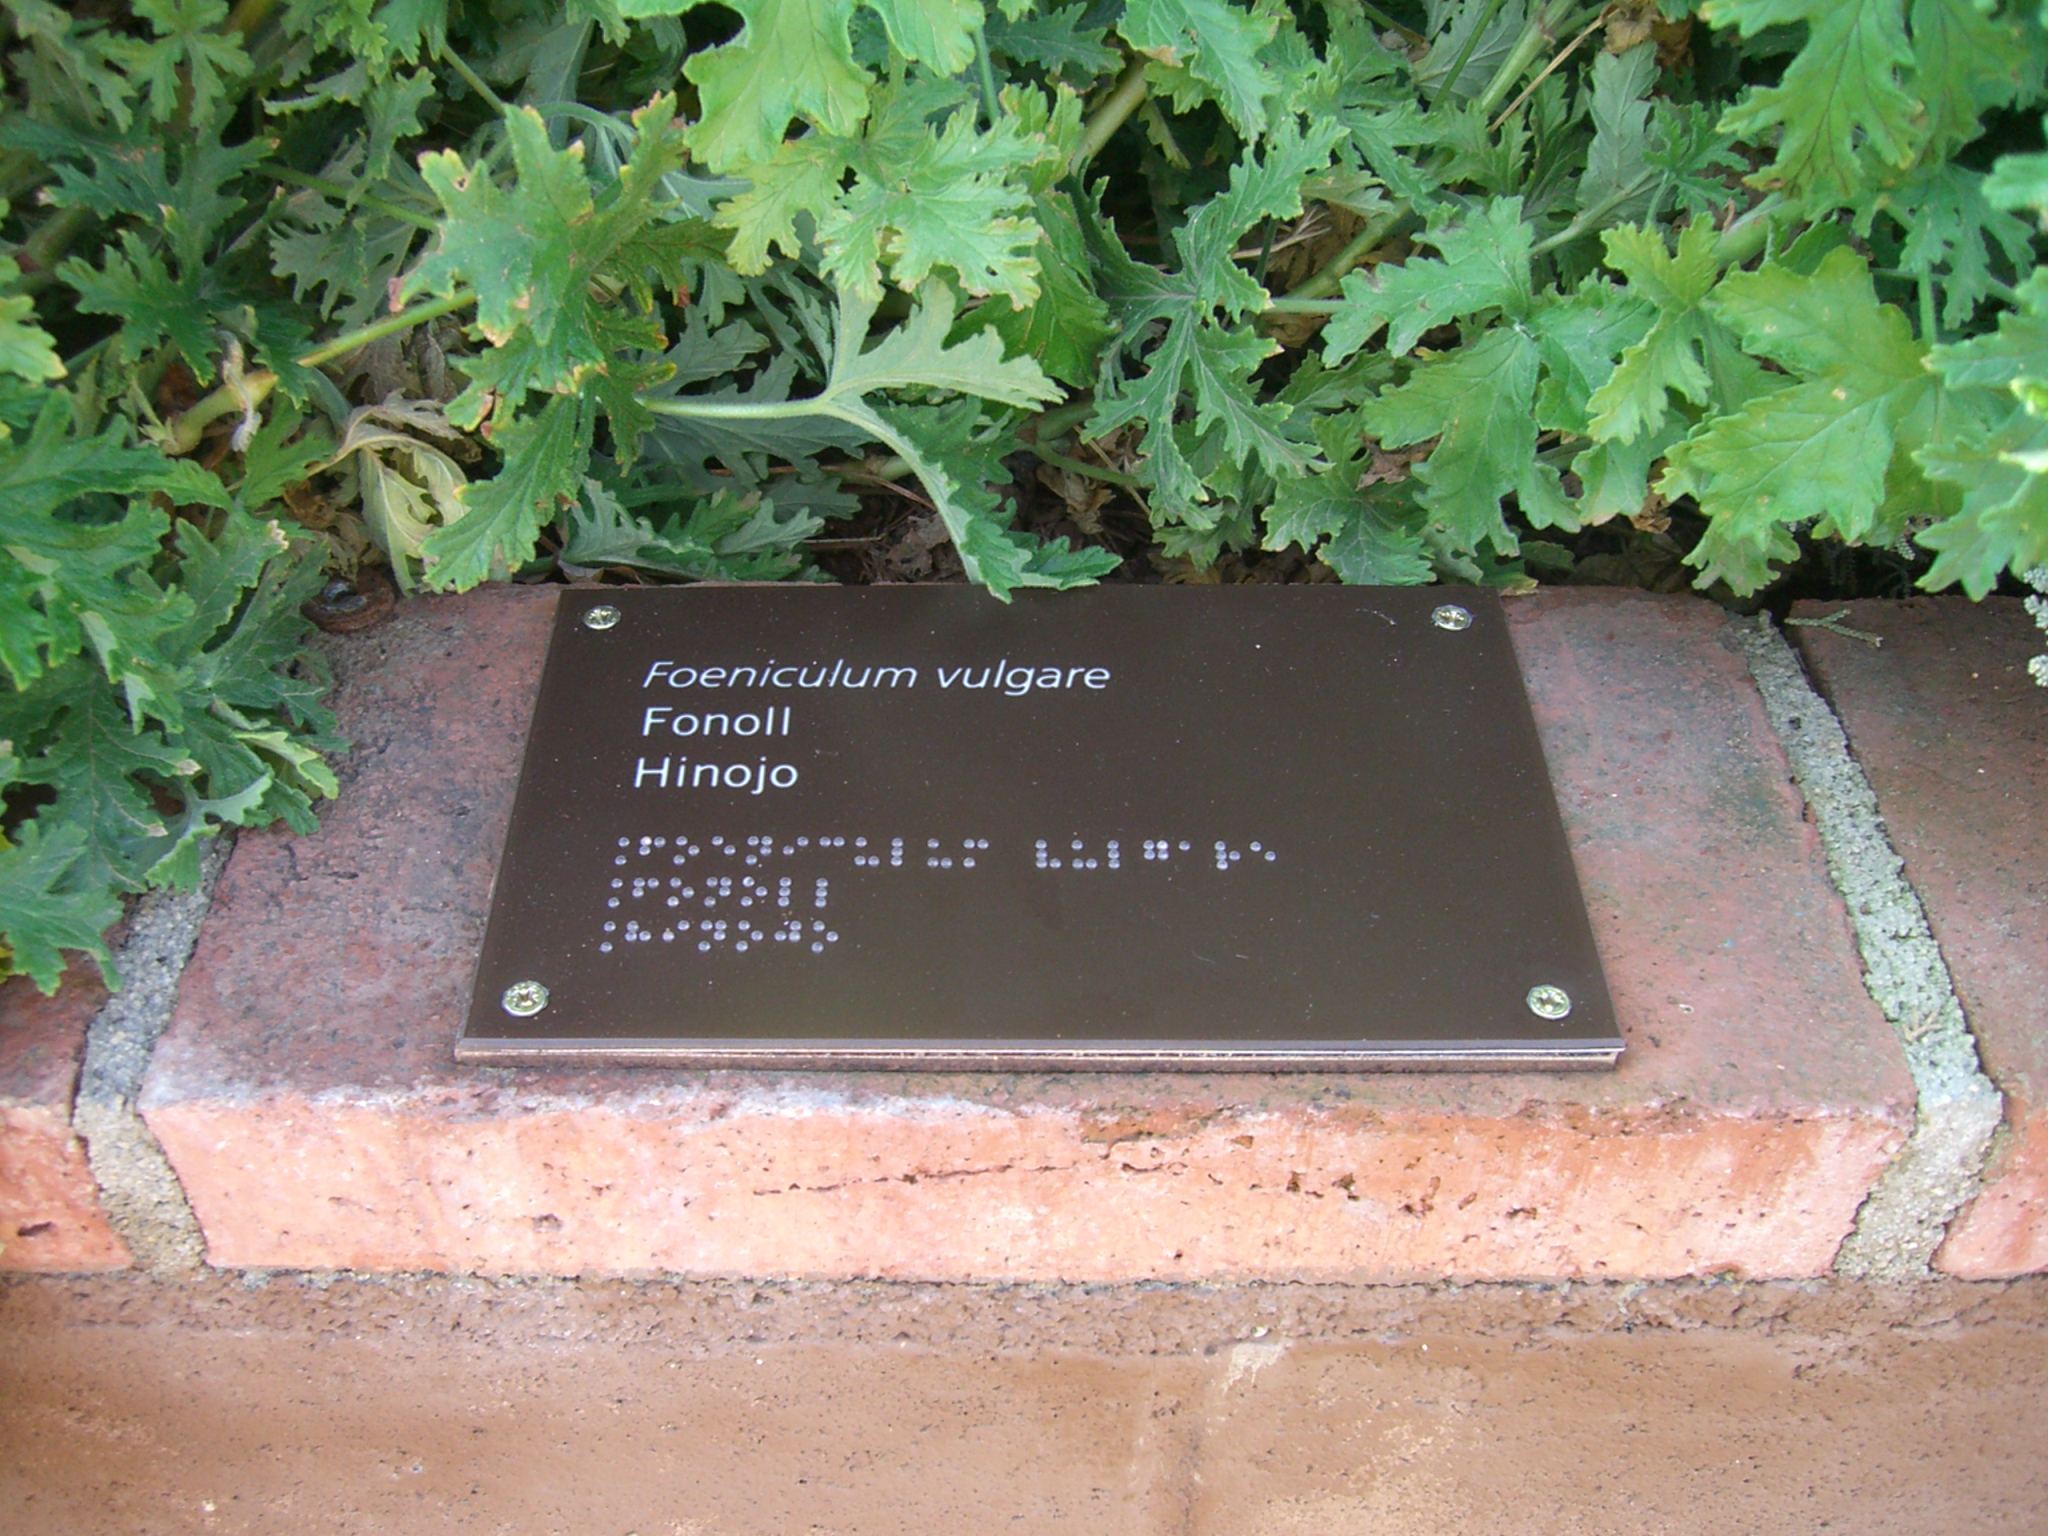 Foeniculum vulgare
Fonoll
Hinojo
⠨⠋⠕⠑⠝⠊⠉⠥⠇⠥⠍ ⠧⠥⠇⠛⠁⠗⠑
⠨⠋⠕⠝⠕⠇⠇
⠨⠓⠊⠝⠕⠚⠕